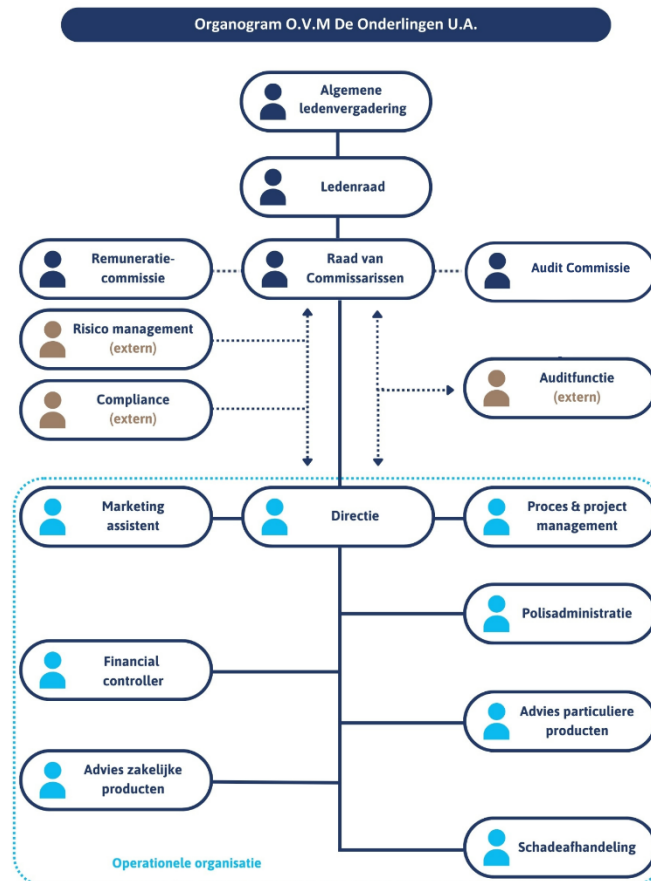 Organogram O.V.M De Onderlingen U.A.
Algemene
ledenvergadering
Ledenraad
Remuneratie-
commissie
Raad van
Commissarissen
Audit Commissie
Risico management
(extern)
Compliance
(extern)
Auditfunctie
(extern)
Marketing
assistent
Directie
Proces & project
management
Polisadministratie
Financial
controller
Advies particuliere
producten
Advies zakelijke
producten
Schadeafhandeling
Operationele organisatie